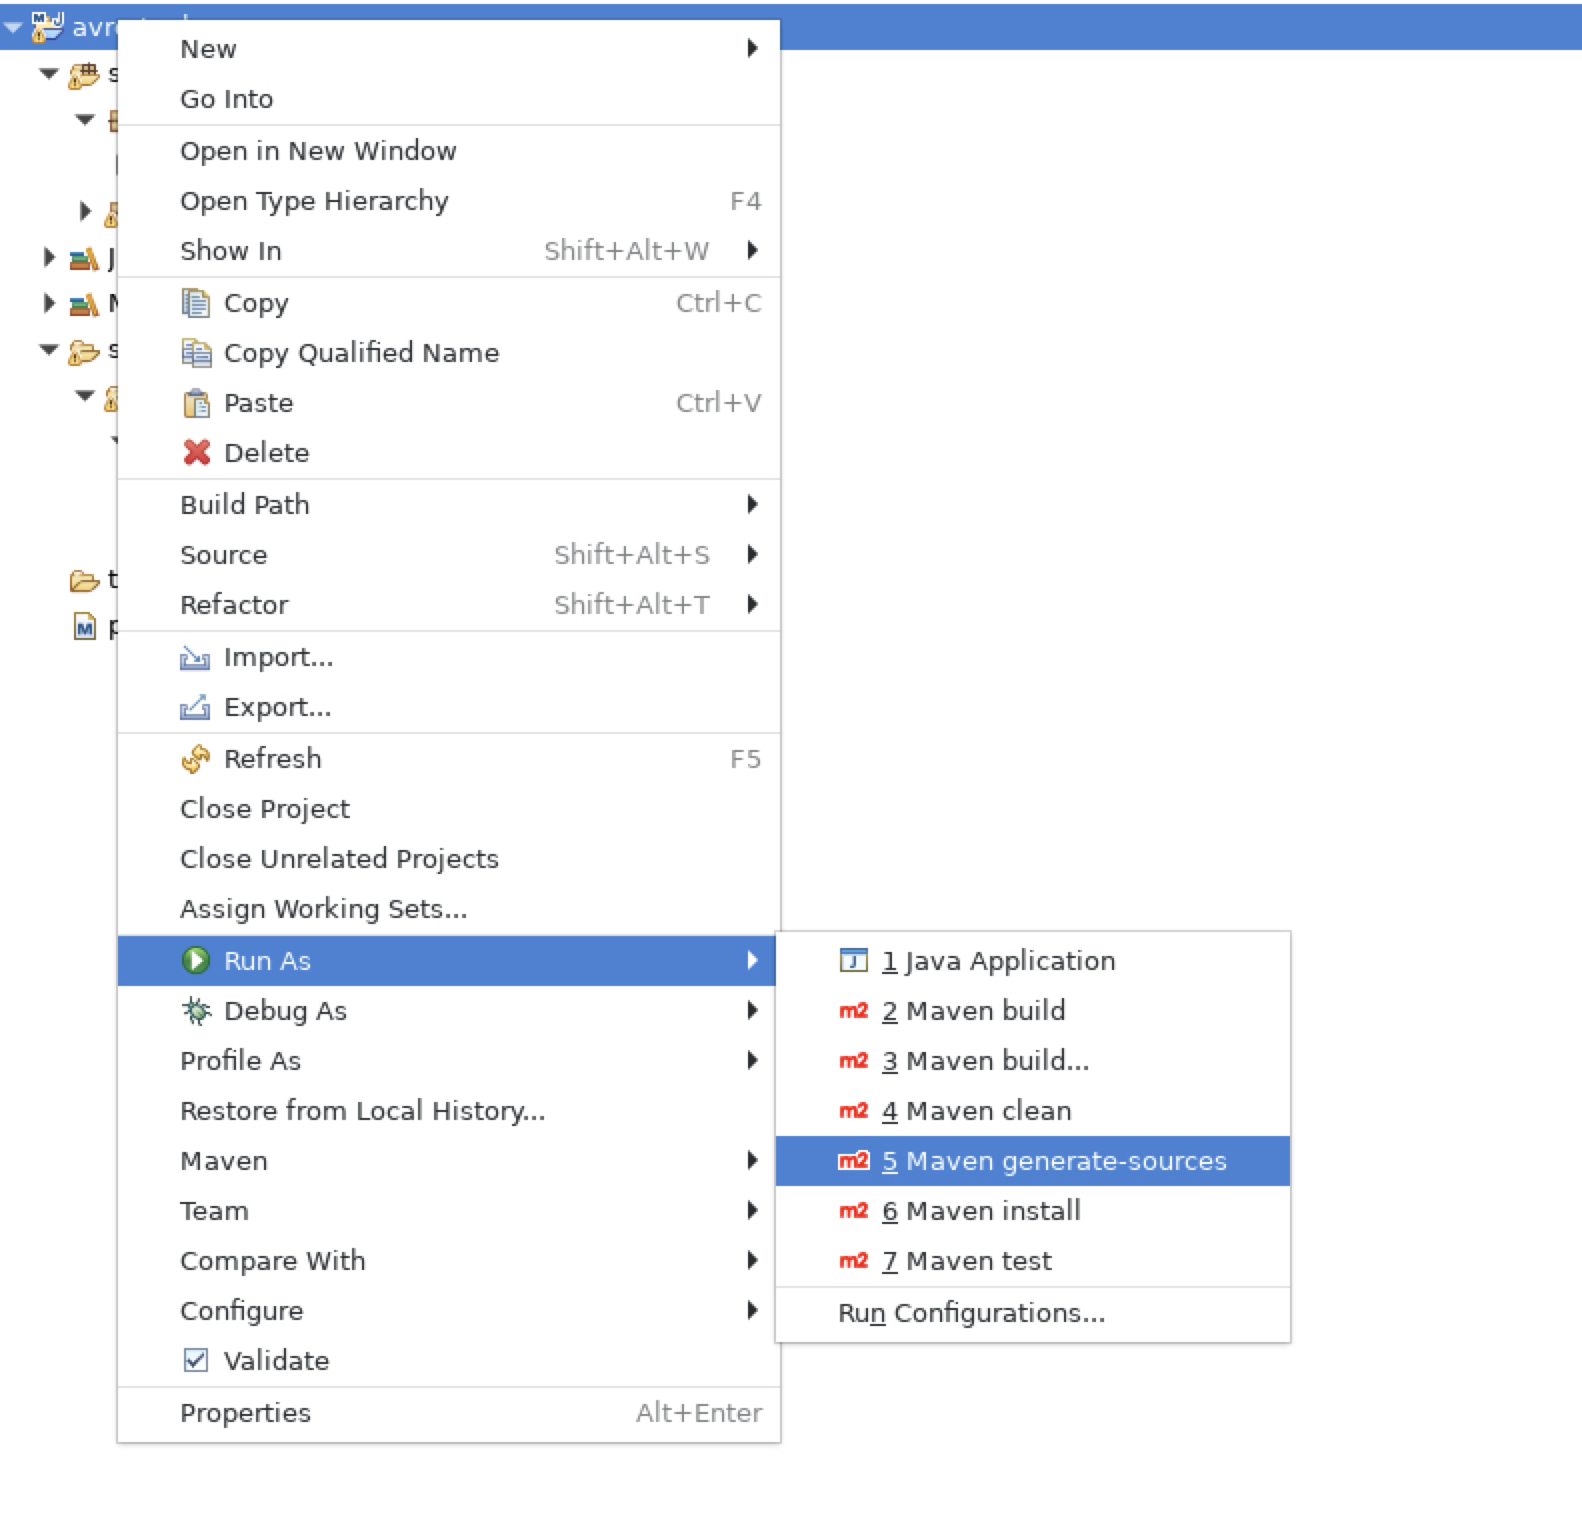 New
Go Into
Open in New Window
Open Type Hierarchy F4
Show In Shift+Alt+W
Copy Ctrl+C
Copy Qualified Name
Paste Ctrl+V
Delete
Build Path
Source Shift+Alt+S
Refactor Shift+Alt+T
Import...
Export...
Refresh F5
Close Project
Close Unrelated Projects
Assign Working Sets...
Run As
Debug As
Profile As
Restore from Local History...
Maven
Team
Compare With
Configure
Validate
Properties Alt+Enter
1 Java Application
m2 2 Maven build
m2 3 Maven build...
m2 4 Maven clean
m2 5 Maven generate-sources
m2 6 Maven install
m2 7 Maven test
Run Configurations...